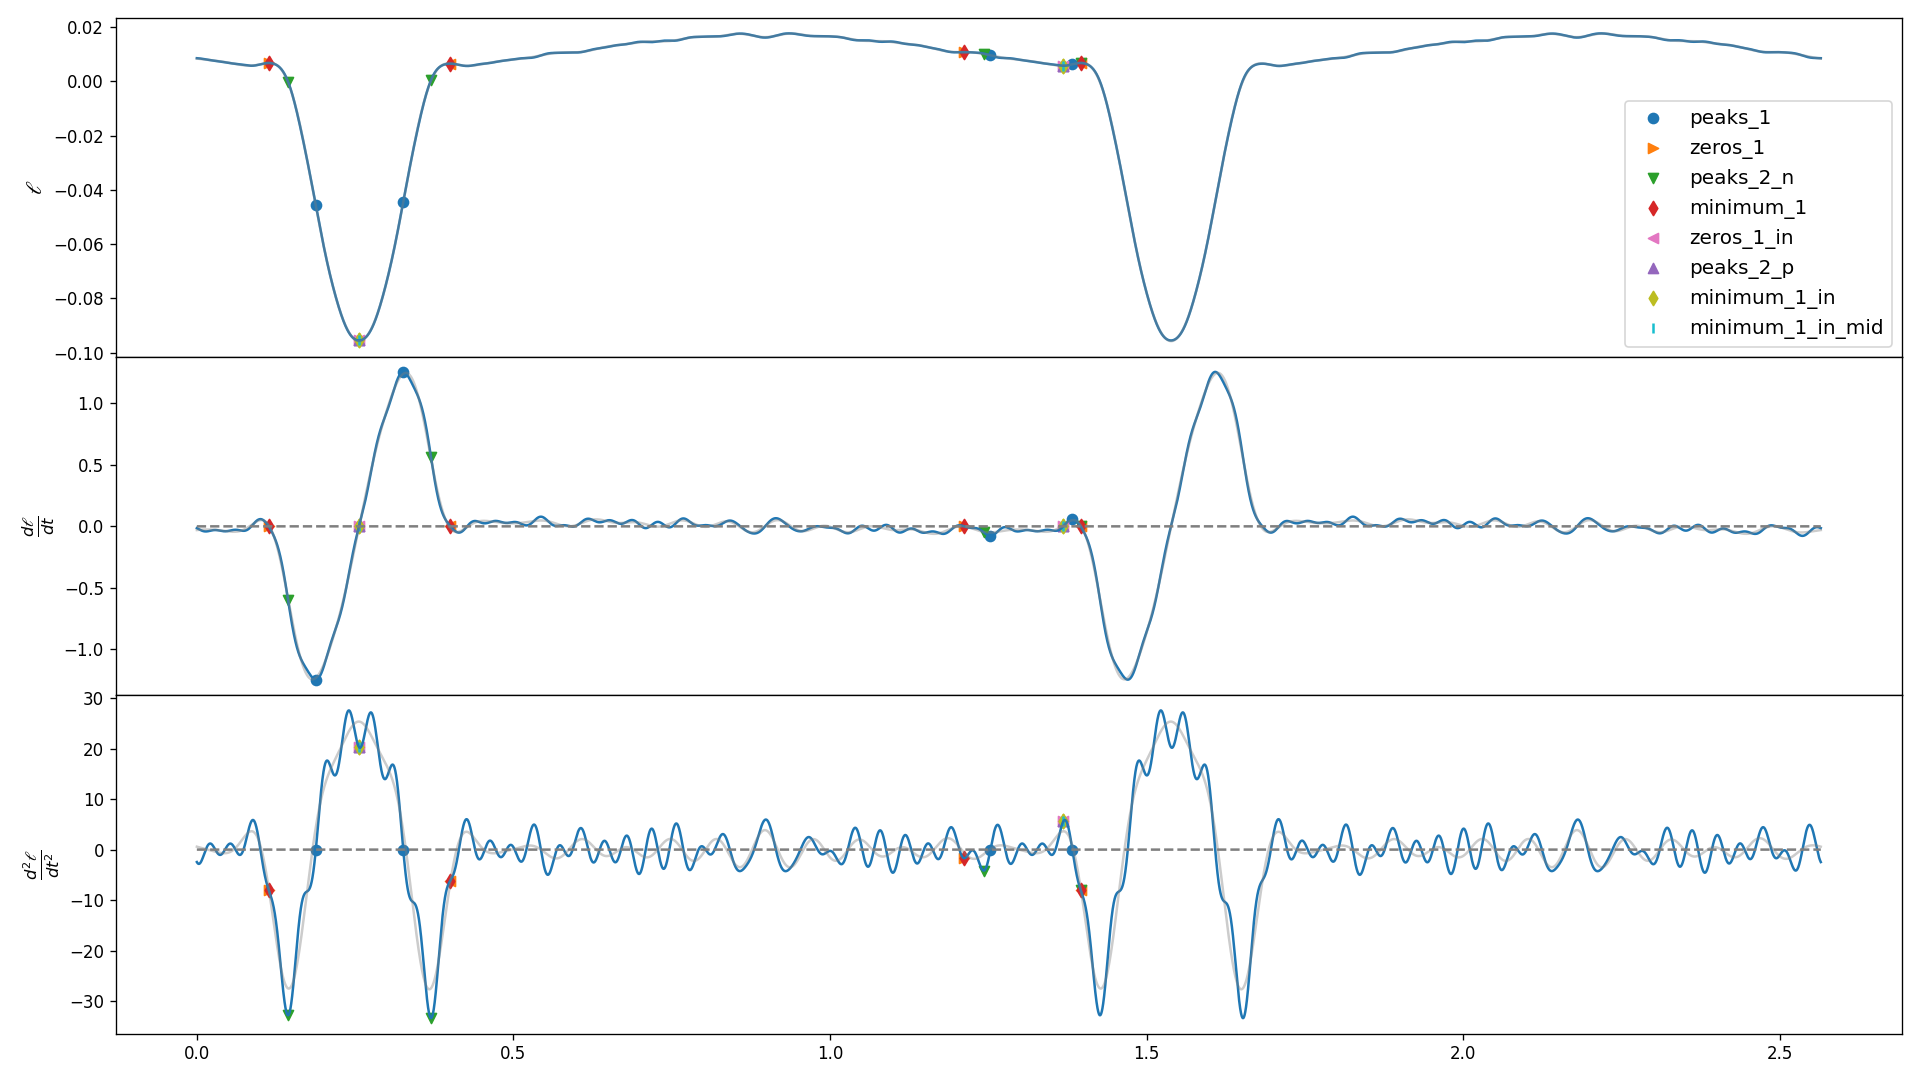 0.02
0.00
−0.02
−0.04
−0.06
−0.08
−0.10
ℓ
peaks_1
zeros_1
peaks_2_n
minimum_1
zeros_1_in
peaks_2_p
minimum_1_in
minimum_1_in_mid
1.0
0.5
0.0
−0.5
−1.0
dℓ
dt
30
20
10
0
−10
−20
−30
d²ℓ
dt²
0.0 0.5 1.0 1.5 2.0 2.5